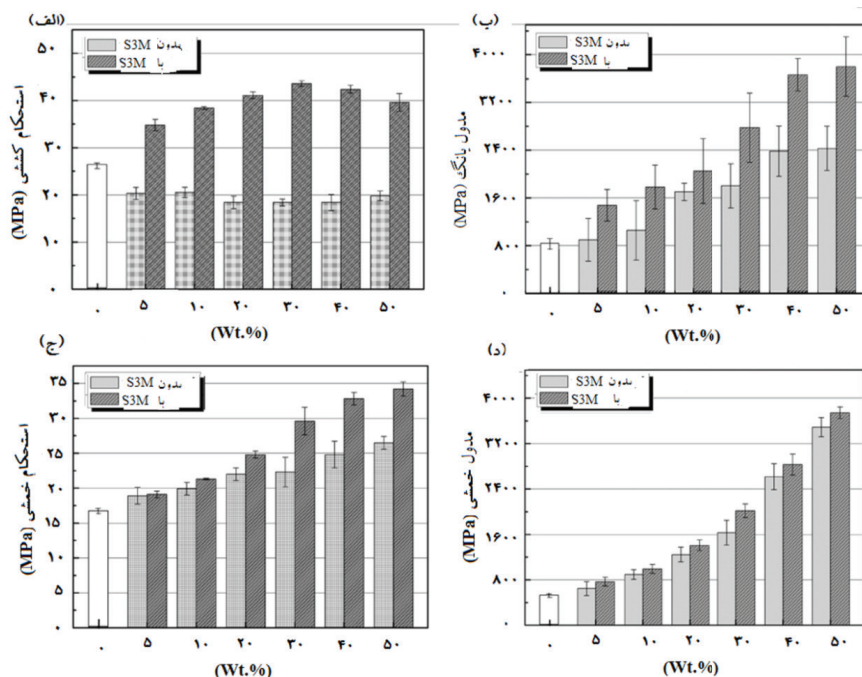 (الف)
بدون S3M
با S3M
استحکام کششی (MPa)
۵۰
۴۰
۳۰
۲۰
۱۰
۰
۰ ۵ ۱۰ ۲۰ ۳۰ ۴۰ ۵۰
(Wt.%)
(ب)
بدون S3M
با S3M
مدول یانگ (MPa)
۴۰۰۰
۳۲۰۰
۲۴۰۰
۱۶۰۰
۸۰۰
۰
۰ ۵ ۱۰ ۲۰ ۳۰ ۴۰ ۵۰
(Wt.%)
(ج)
بدون S3M
با S3M
استحکام خمشی (MPa)
۳۵
۳۰
۲۵
۲۰
۱۵
۱۰
۵
۰
۰ ۵ ۱۰ ۲۰ ۳۰ ۴۰ ۵۰
(Wt.%)
(د)
بدون S3M
با S3M
مدول خمشی (MPa)
۴۰۰۰
۳۲۰۰
۲۴۰۰
۱۶۰۰
۸۰۰
۰
۰ ۵ ۱۰ ۲۰ ۳۰ ۴۰ ۵۰
(Wt.%)